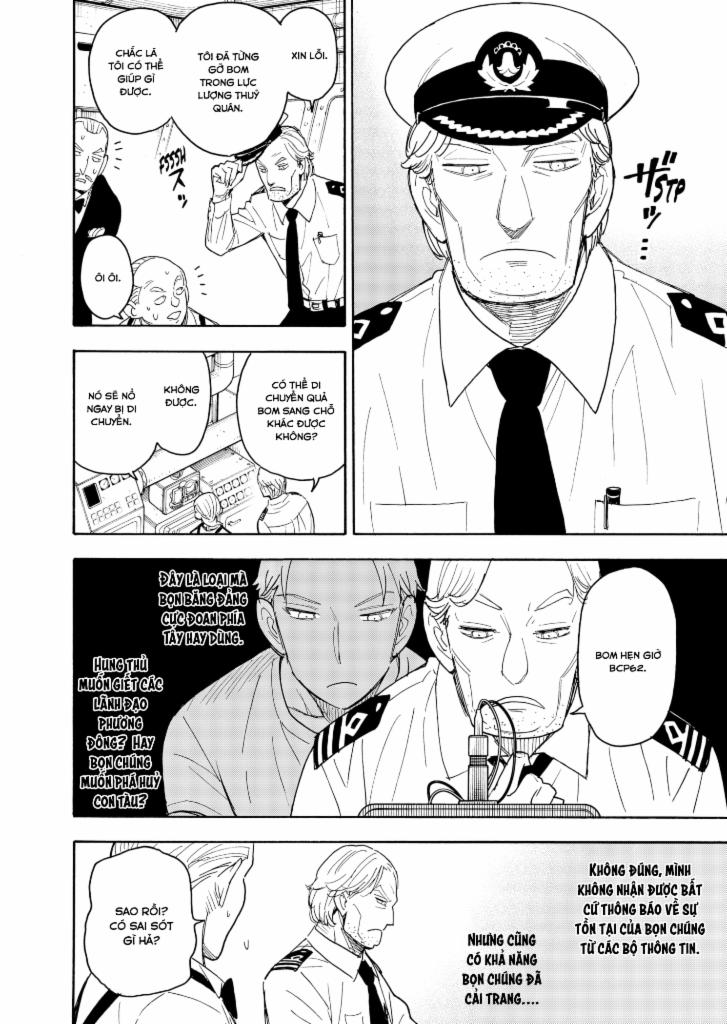 ザッ
STP
XIN LỖI.
TÔI ĐÃ TỪNG
GỠ BOM
TRONG LỰC
LƯỢNG THUỶ
QUÂN.
CHẮC LÀ
TÔI CÓ THỂ
GIÚP GÌ
ĐƯỢC.
FSSSH
スッ
ÔI ÔI.
CÓ THỂ DI
CHUYỂN QUẢ
BOM SANG CHỖ
KHÁC ĐƯỢC
KHÔNG?
KHÔNG
ĐƯỢC.
NÓ SẼ NỔ
NGAY BỊ DI
CHUYỂN.
BOM HẸN GIỜ
BCP62.
ĐÂY LÀ LOẠI MÀ
BỌN BĂNG ĐẢNG
CỰC ĐOAN PHÍA
TÂY HAY DÙNG.
HUNG THỦ
MUỐN GIẾT CÁC
LÃNH ĐẠO
PHƯƠNG
ĐÔNG? HAY
BỌN CHÚNG
MUỐN PHÁ HUỶ
CON TÀU?
KHÔNG ĐÚNG, MÌNH
KHÔNG NHẬN ĐƯỢC BẤT
CỨ THÔNG BÁO VỀ SỰ
TỒN TẠI CỦA BỌN CHÚNG
TỪ CÁC BỘ THÔNG TIN.
NHƯNG CŨNG
CÓ KHẢ NĂNG
BỌN CHÚNG ĐÃ
CẢI TRANG....
SAO RỒI?
CÓ SAI SÓT
GÌ HẢ?